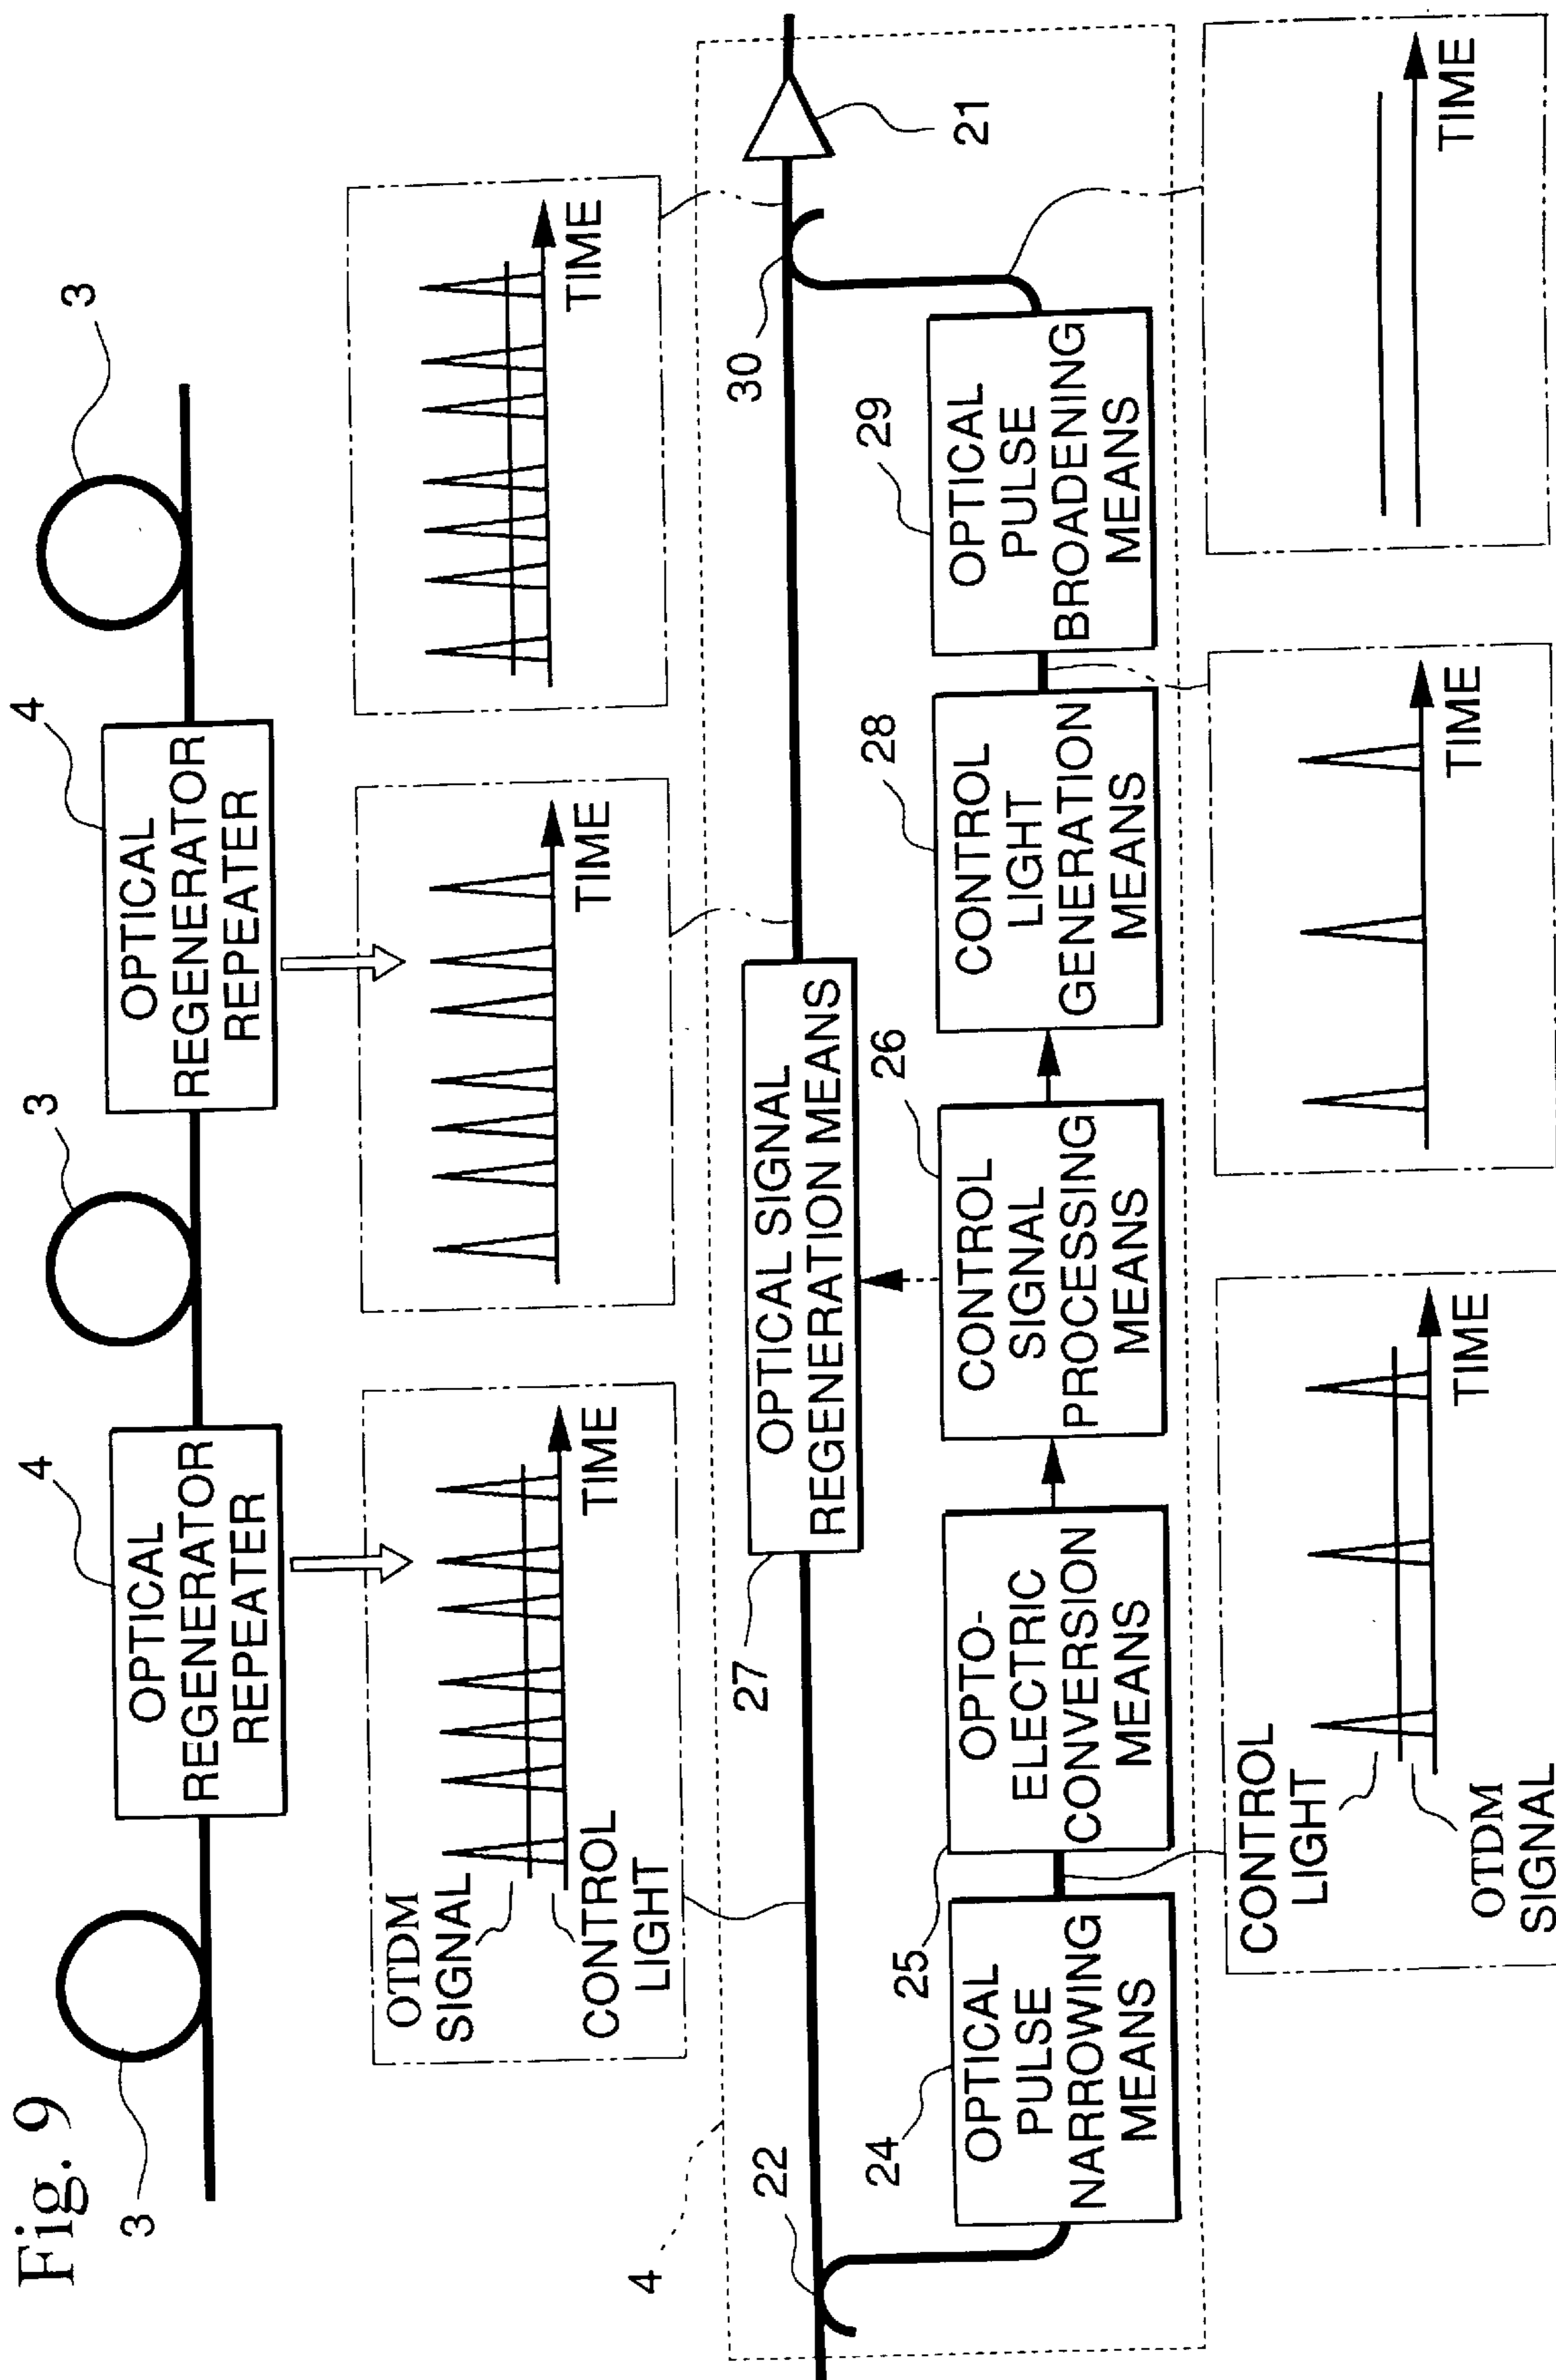 Fig. 9
3
4
3
4
3
OPTICAL
REGENERATOR
REPEATER
OPTICAL
REGENERATOR
REPEATER
OTDM
SIGNAL
CONTROL
LIGHT
TIME
TIME
TIME
4
22
27
OPTICAL SIGNAL
REGENERATION MEANS
30
21
24
OPTICAL
PULSE
NARROWING
MEANS
25
OPTO-
ELECTRIC
CONVERSION
MEANS
26
CONTROL
SIGNAL
PROCESSING
MEANS
28
CONTROL
LIGHT
GENERATION
MEANS
29
OPTICAL
PULSE
BROADENING
MEANS
CONTROL
LIGHT
OTDM
SIGNAL
TIME
TIME
TIME